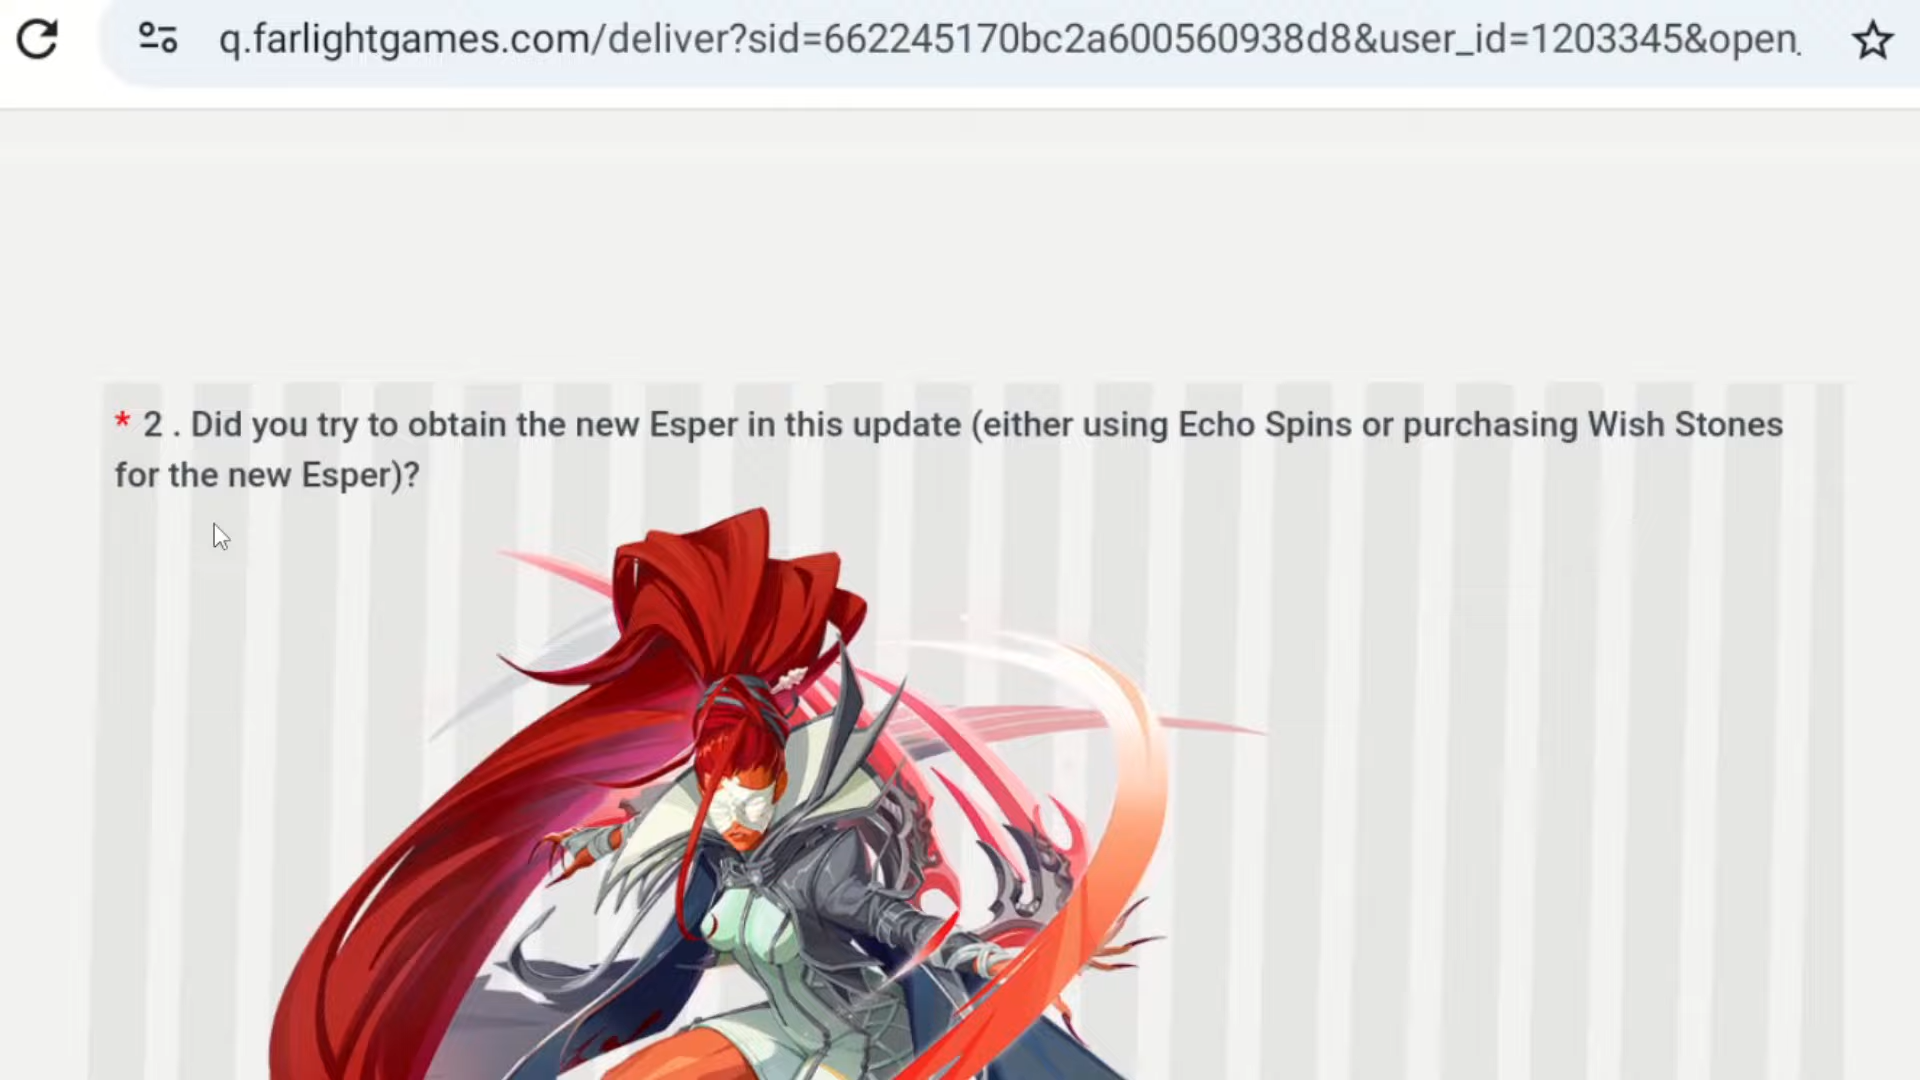 q.farlightgames.com/deliver?sid=662245170bc2a600560938d8&user_id=1203345&open_
* 2 . Did you try to obtain the new Esper in this update (either using Echo Spins or purchasing Wish Stones
for the new Esper)?